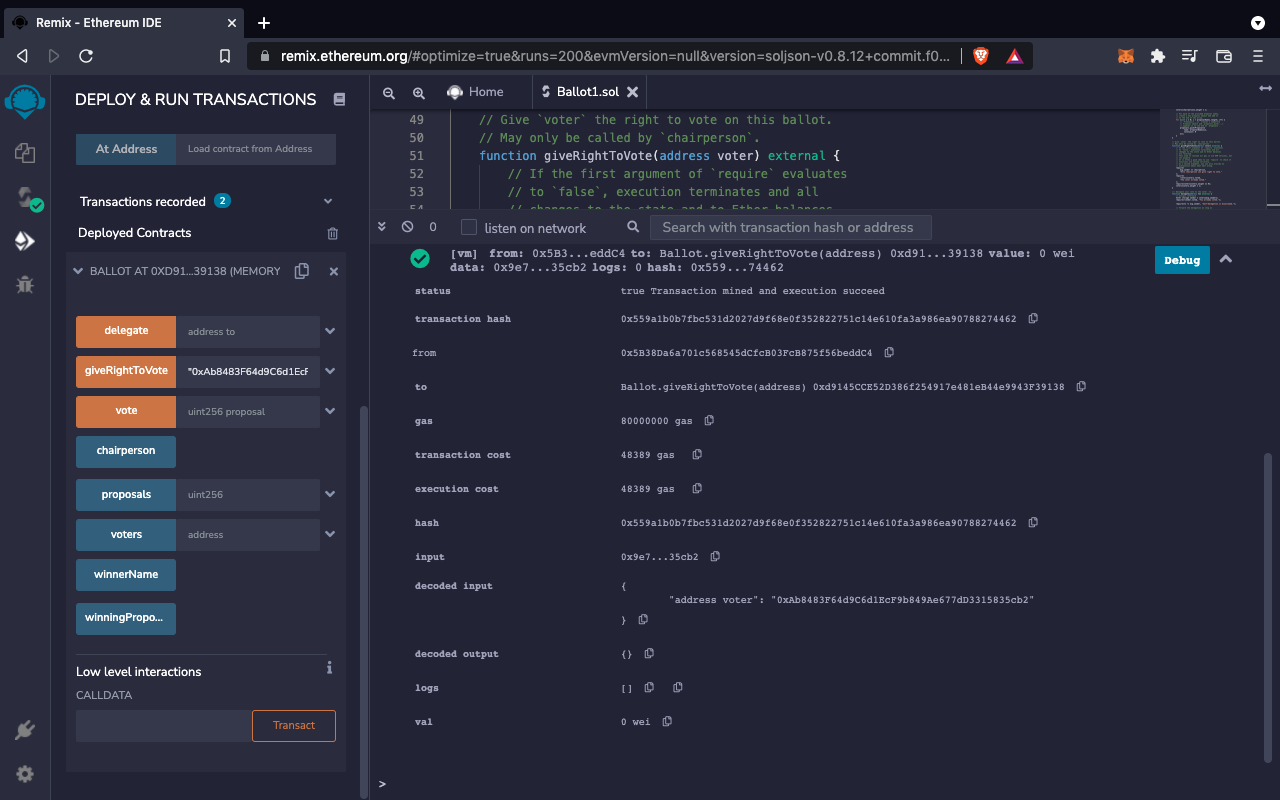 Remix - Ethereum IDE
remix.ethereum.org/#optimize=true&runs=200&evmVersion=null&version=soljson-v0.8.12+commit.f0...
DEPLOY & RUN TRANSACTIONS
At Address
Load contract from Address
Transactions recorded 2
Deployed Contracts
BALLOT AT 0XD91...39138 (MEMORY
delegate
address to
giveRightToVote
"0xAb8483F64d9C6d1EcF
vote
uint256 proposal
chairperson
proposals
uint256
voters
address
winnerName
winningPropo...
Low level interactions
i
CALLDATA
Transact
Home
Ballot1.sol
49 // Give `voter` the right to vote on this ballot.
50 // May only be called by `chairperson`.
51 function giveRightToVote(address voter) external {
52 // If the first argument of `require` evaluates
53 // to `false`, execution terminates and all
54 // changes to the state and to Ether balances
0
listen on network
Search with transaction hash or address
[vm] from: 0x5B3...eddC4 to: Ballot.giveRightToVote(address) 0xd91...39138 value: 0 wei
data: 0x9e7...35cb2 logs: 0 hash: 0x559...74462
Debug
status true Transaction mined and execution succeed
transaction hash 0x559a1b0b7fbc531d2027d9f68e0f352822751c14e610fa3a986ea90788274462
from 0x5B38Da6a701c568545dCfcB03FcB875f56beddC4
to Ballot.giveRightToVote(address) 0xd9145CCE52D386f254917e481eB44e9943F39138
gas 80000000 gas
transaction cost 48389 gas
execution cost 48389 gas
hash 0x559a1b0b7fbc531d2027d9f68e0f352822751c14e610fa3a986ea90788274462
input 0x9e7...35cb2
decoded input {
"address voter": "0xAb8483F64d9C6d1EcF9b849Ae677dD3315835cb2"
}
decoded output {}
logs []
val 0 wei
>